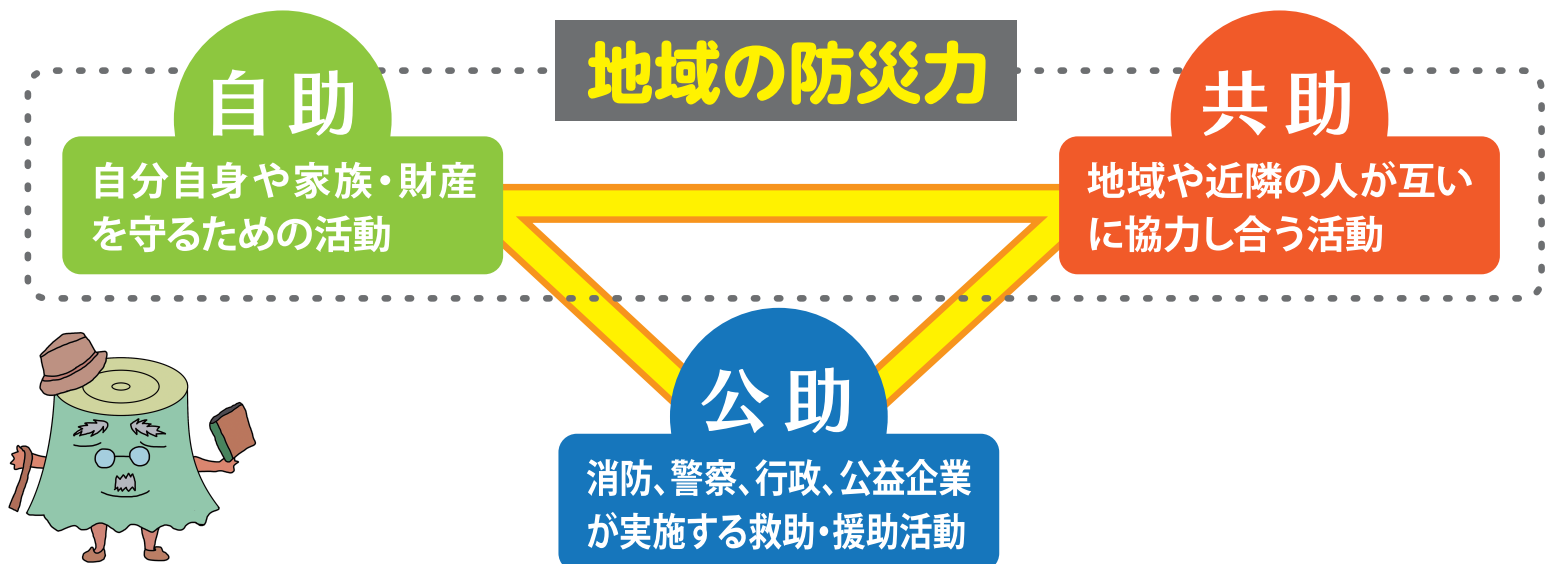 地域の防災力
自助
自分自身や家族・財産
を守るための活動
共助
地域や近隣の人が互い
に協力し合う活動
公助
消防、警察、行政、公益企業
が実施する救助・援助活動